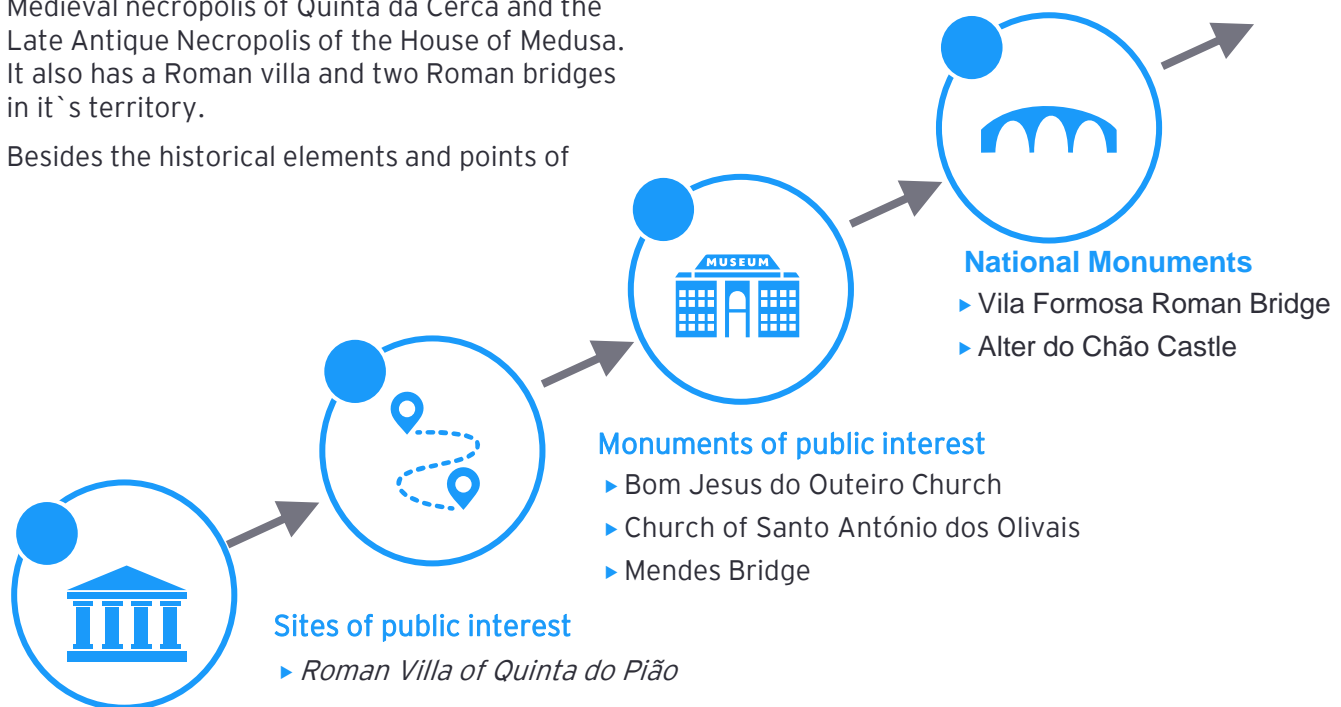 Medieval necropolis of Quinta da Cerca and the
Late Antique Necropolis of the House of Medusa.
It also has a Roman villa and two Roman bridges
in it`s territory.
Besides the historical elements and points of
MUSEUM
National Monuments
▸ Vila Formosa Roman Bridge
▸ Alter do Chão Castle
Monuments of public interest
▸ Bom Jesus do Outeiro Church
▸ Church of Santo António dos Olivais
▸ Mendes Bridge
Sites of public interest
▸ Roman Villa of Quinta do Pião